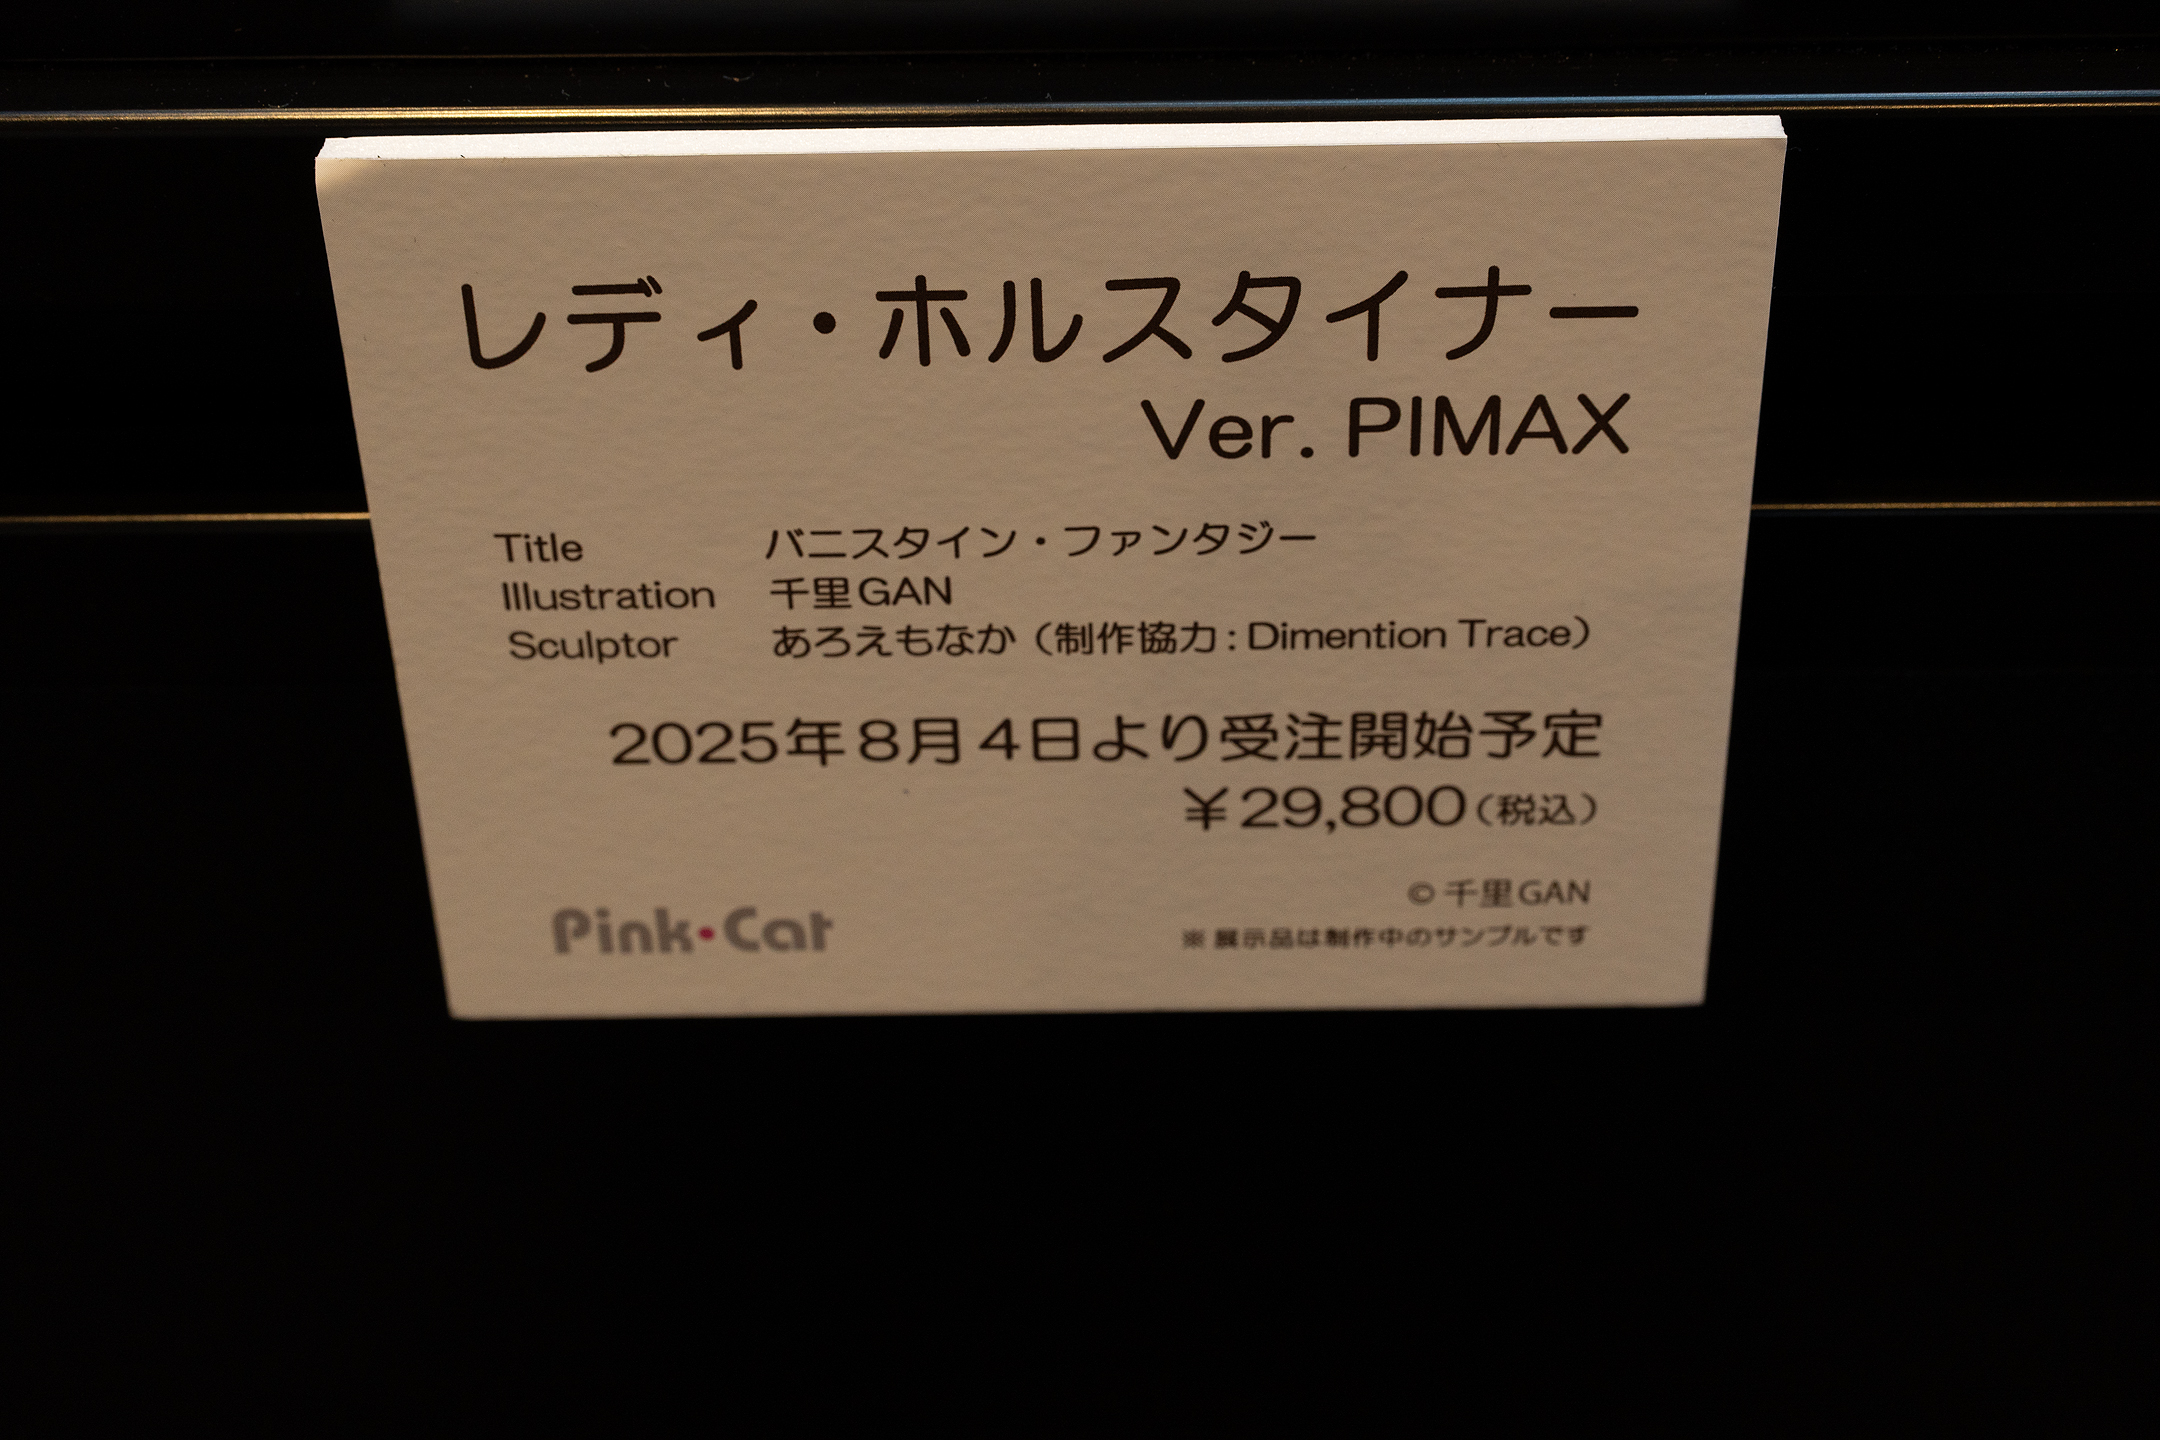 レディ・ホルスタイナー
Ver. PIMAX
Title バニスタイン・ファンタジー
Illustration 千里GAN
Sculptor あろえもなか（制作協力：Dimention Trace）
2025年8月4日より受注開始予定
¥29,800（税込）
© 千里GAN
Pink・Cat
※展示品は制作中のサンプルです